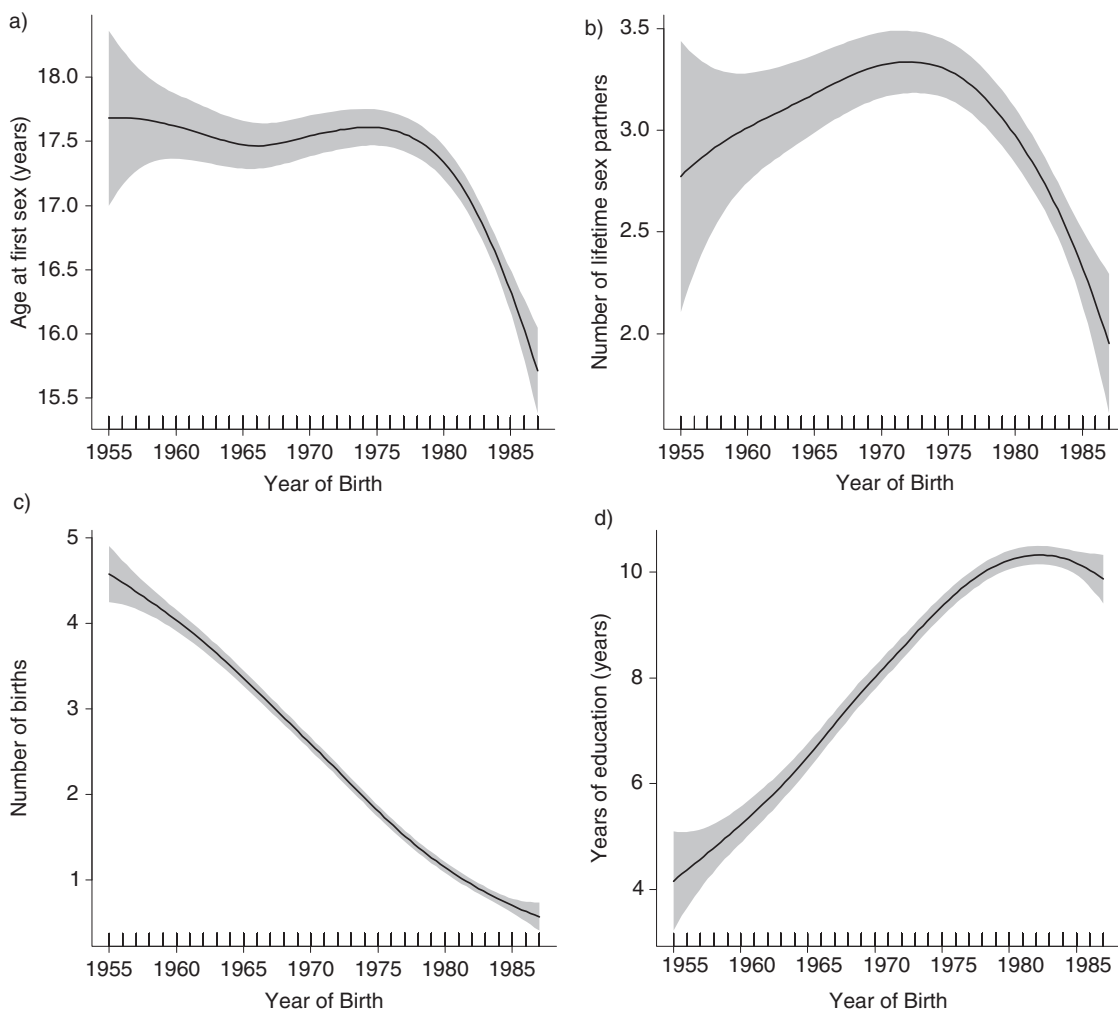 a)
Age at first sex (years)
18.0
17.5
17.0
16.5
16.0
15.5
1955 1960 1965 1970 1975 1980 1985
Year of Birth
b)
Number of lifetime sex partners
3.5
3.0
2.5
2.0
1955 1960 1965 1970 1975 1980 1985
Year of Birth
c)
Number of births
5
4
3
2
1
1955 1960 1965 1970 1975 1980 1985
Year of Birth
d)
Years of education (years)
10
8
6
4
1955 1960 1965 1970 1975 1980 1985
Year of Birth